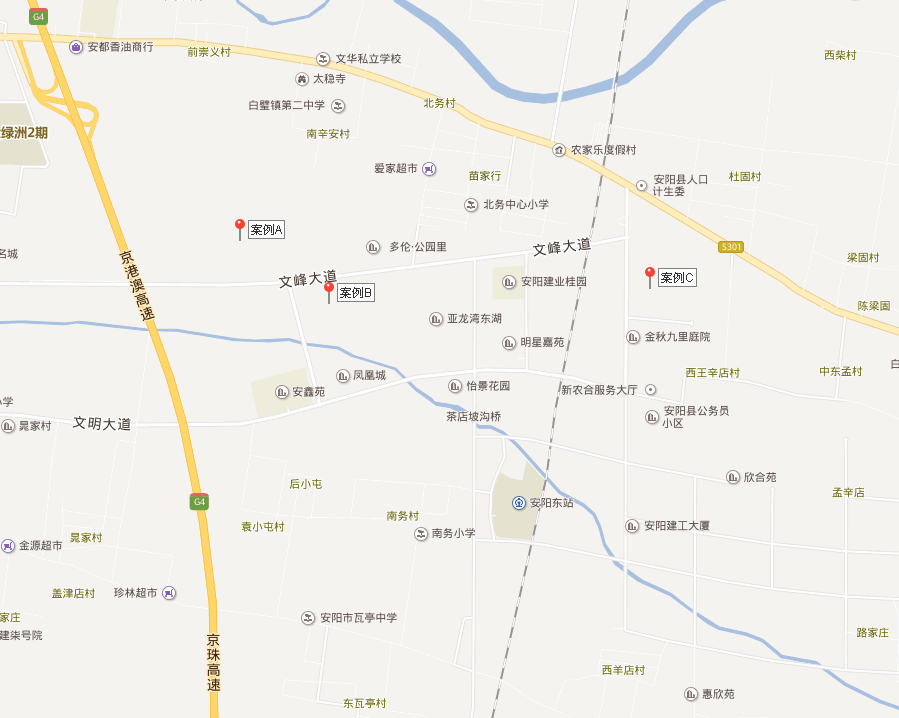 G4
安都香油商行
前崇义村
文华私立学校
太稳寺
西柴村
白壁镇第二中学
北务村
绿洲2期
南辛安村
农家乐度假村
爱家超市
苗家行
安阳县人口
计生委
杜固村
北务中心小学
案例A
多伦·公园里
文峰大道
S301
名城
京港澳高速
文峰大道
案例B
安阳建业桂园
案例C
梁固村
陈梁固
亚龙湾东湖
明星嘉苑
金秋九里庭院
白
凤凰城
西王辛店村
中东孟村
安鑫苑
怡景花园
新农合服务大厅
小学
晁家村
文明大道
茶店坡沟桥
安阳县公务员
小区
后小屯
欣合苑
孟辛店
G4
安阳东站
南务村
袁小屯村
南务小学
安阳建工大厦
晁家村
金源超市
盖津店村
珍林超市
家庄
建柒号院
安阳市瓦亭中学
路家庄
京珠高速
西羊店村
惠欣苑
东瓦亭村